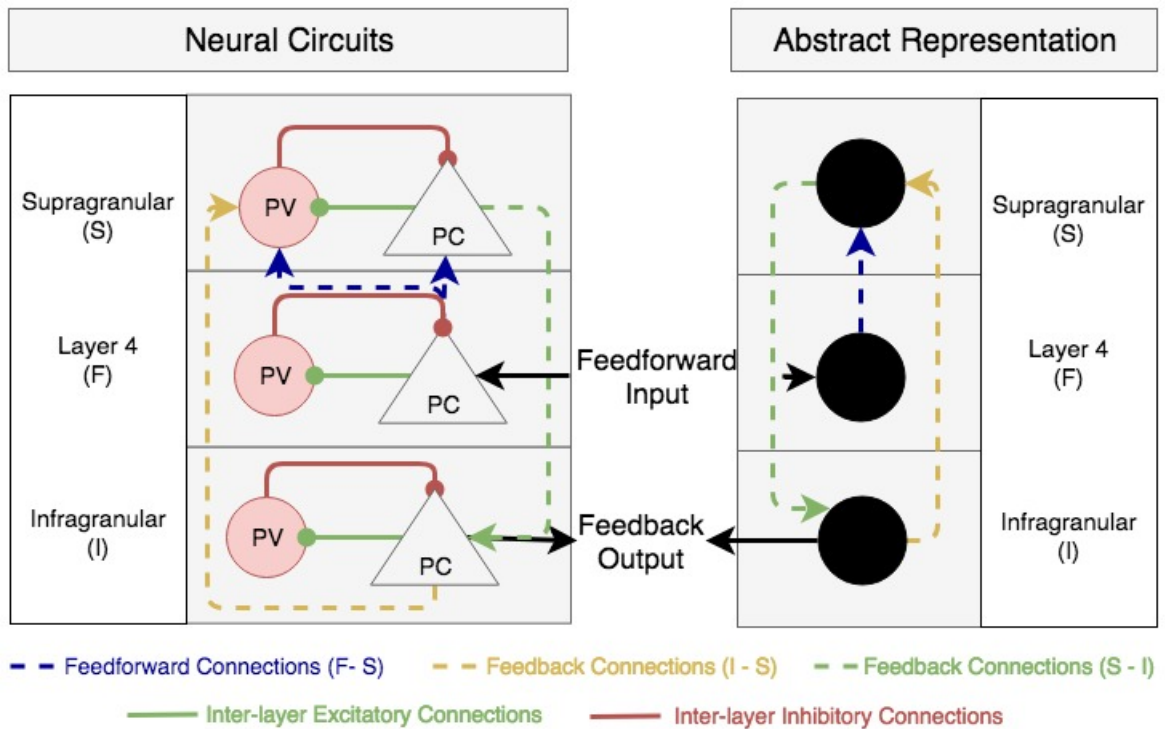 Neural Circuits
Abstract Representation
Supragranular
(S)
PV
PC
Supragranular
(S)
Layer 4
(F)
PV
PC
Feedforward
Input
Layer 4
(F)
Infragranular
(I)
PV
PC
Feedback
Output
Infragranular
(I)
Feedforward Connections (F- S)
Feedback Connections (I - S)
Feedback Connections (S - I)
Inter-layer Excitatory Connections
Inter-layer Inhibitory Connections